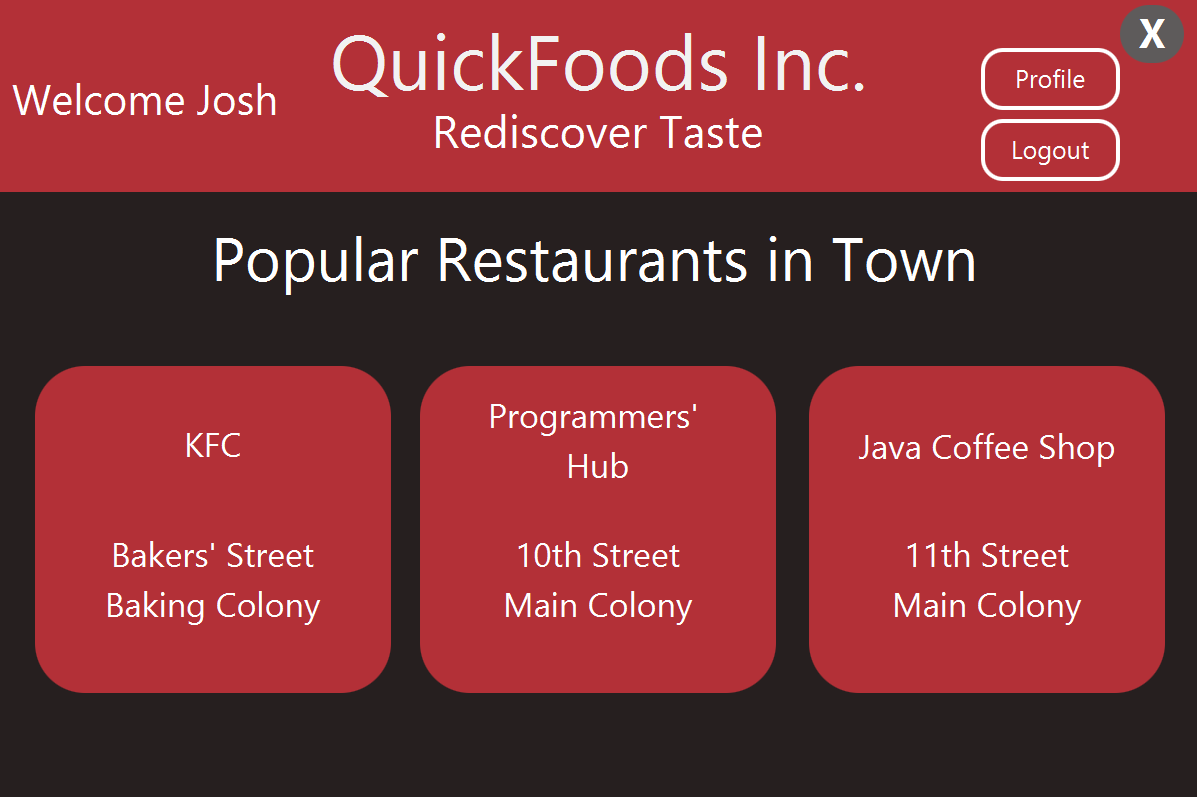 X
QuickFoods Inc.
Welcome Josh
Rediscover Taste
Profile
Logout
Popular Restaurants in Town
KFC
Bakers' Street
Baking Colony
Programmers'
Hub
10th Street
Main Colony
Java Coffee Shop
11th Street
Main Colony